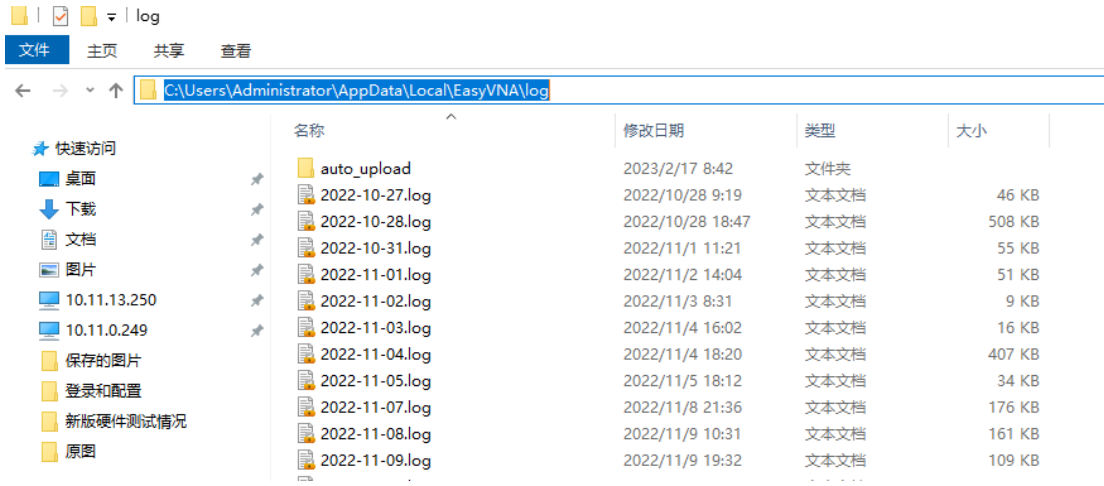 log
文件 主页 共享 查看
C:\Users\Administrator\AppData\Local\EasyVNA\log
快速访问
桌面
下载
文档
图片
10.11.13.250
10.11.0.249
保存的图片
登录和配置
新版硬件测试情况
原图
名称 修改日期 类型 大小
auto_upload 2023/2/17 8:42 文件夹
2022-10-27.log 2022/10/28 9:19 文本文档 46 KB
2022-10-28.log 2022/10/28 18:47 文本文档 508 KB
2022-10-31.log 2022/11/1 11:21 文本文档 55 KB
2022-11-01.log 2022/11/2 14:04 文本文档 51 KB
2022-11-02.log 2022/11/3 8:31 文本文档 9 KB
2022-11-03.log 2022/11/4 16:02 文本文档 16 KB
2022-11-04.log 2022/11/4 18:20 文本文档 407 KB
2022-11-05.log 2022/11/5 18:12 文本文档 34 KB
2022-11-07.log 2022/11/8 21:36 文本文档 176 KB
2022-11-08.log 2022/11/9 10:31 文本文档 161 KB
2022-11-09.log 2022/11/9 19:32 文本文档 109 KB